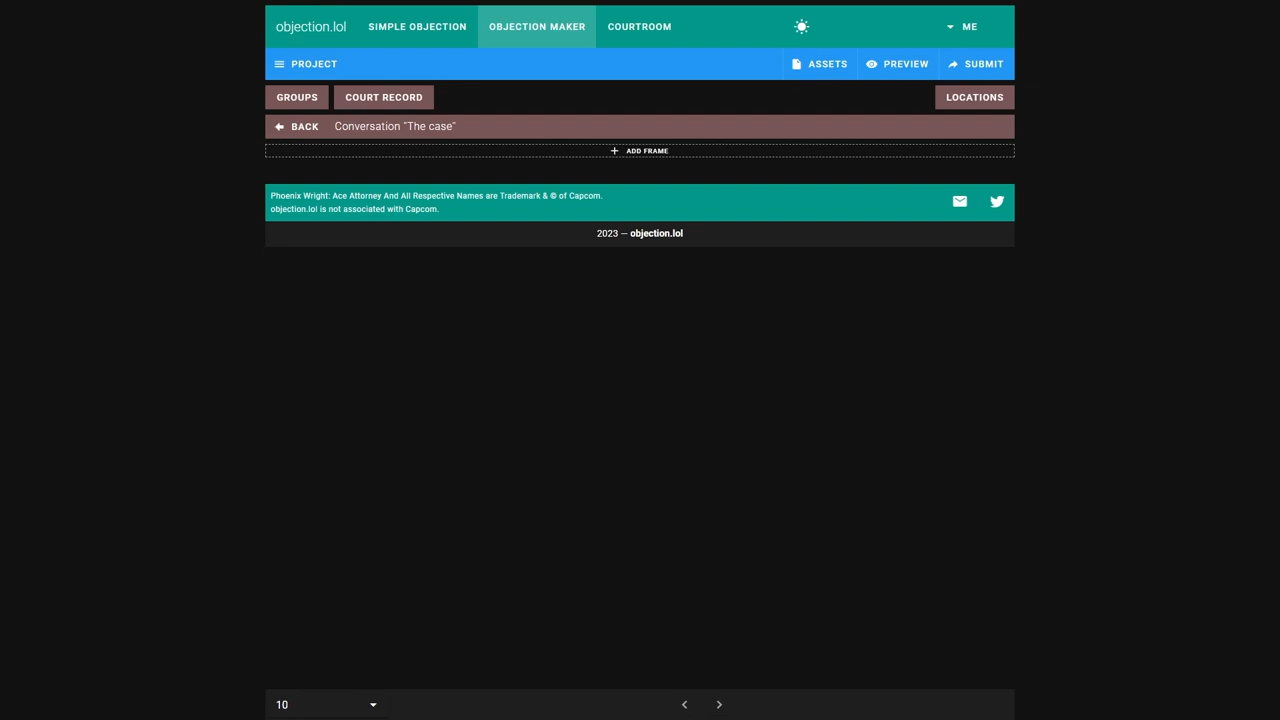 objection.lol SIMPLE OBJECTION OBJECTION MAKER COURTROOM ME
PROJECT ASSETS PREVIEW SUBMIT
GROUPS COURT RECORD LOCATIONS
BACK Conversation "The case"
ADD FRAME
Phoenix Wright: Ace Attorney And All Respective Names are Trademark & © of Capcom.
objection.lol is not associated with Capcom.
2023 — objection.lol
10